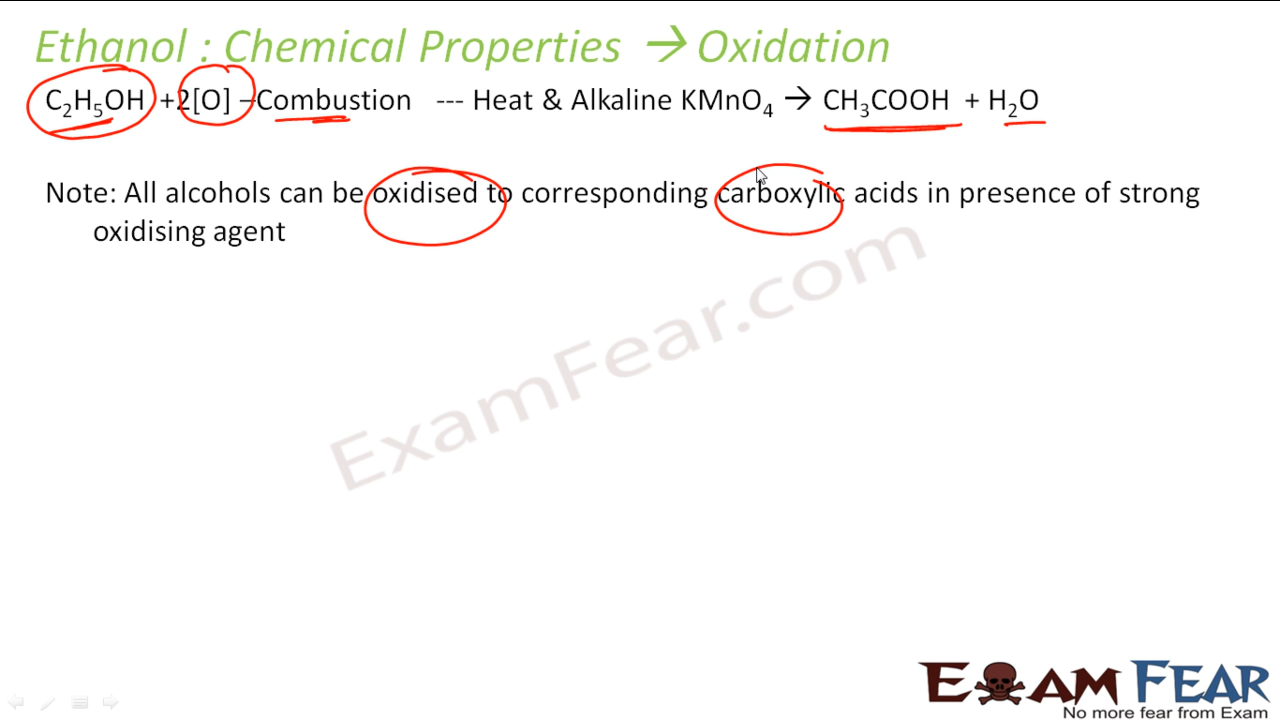 Ethanol : Chemical Properties → Oxidation
C₂H₅OH +2[O] –Combustion --- Heat & Alkaline KMnO₄ → CH₃COOH + H₂O
Note: All alcohols can be oxidised to corresponding carboxylic acids in presence of strong
oxidising agent
ExamFear.com
EXAM FEAR
No more fear from Exam